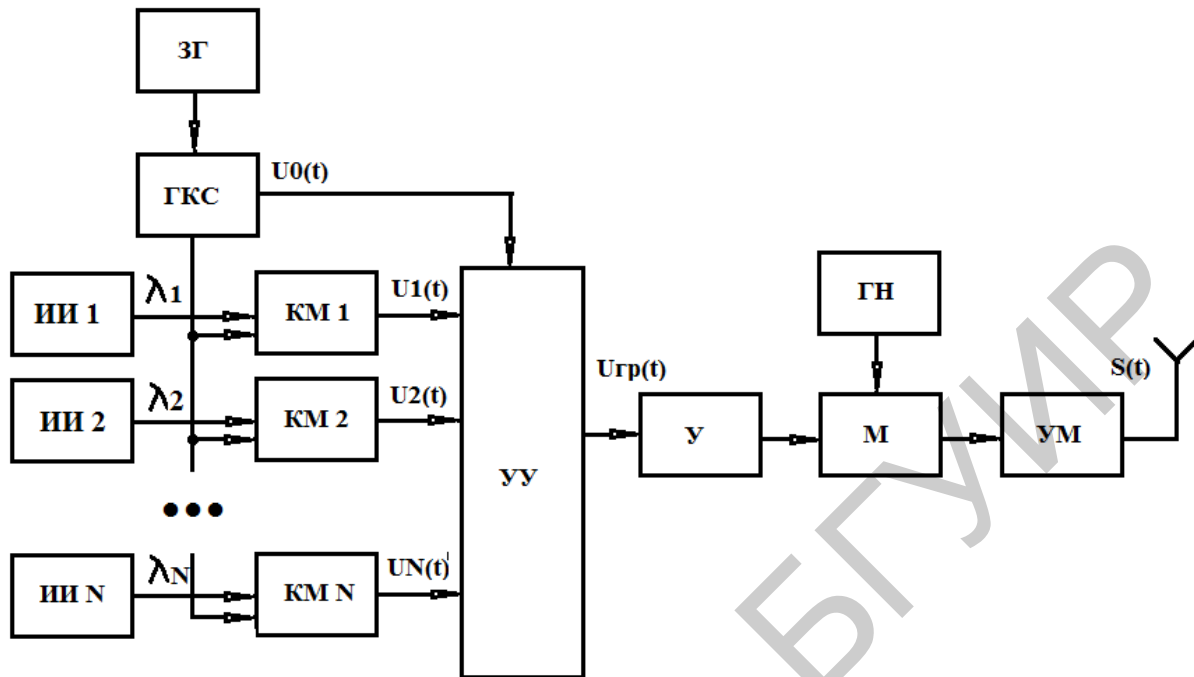 ЗГ
ГКС
U0(t)
ИИ 1
λ1
КМ 1
U1(t)
ИИ 2
λ2
КМ 2
U2(t)
●●●
ИИ N
λN
КМ N
UN(t)
УУ
Uгр(t)
У
ГН
М
УМ
S(t)
БГУИР